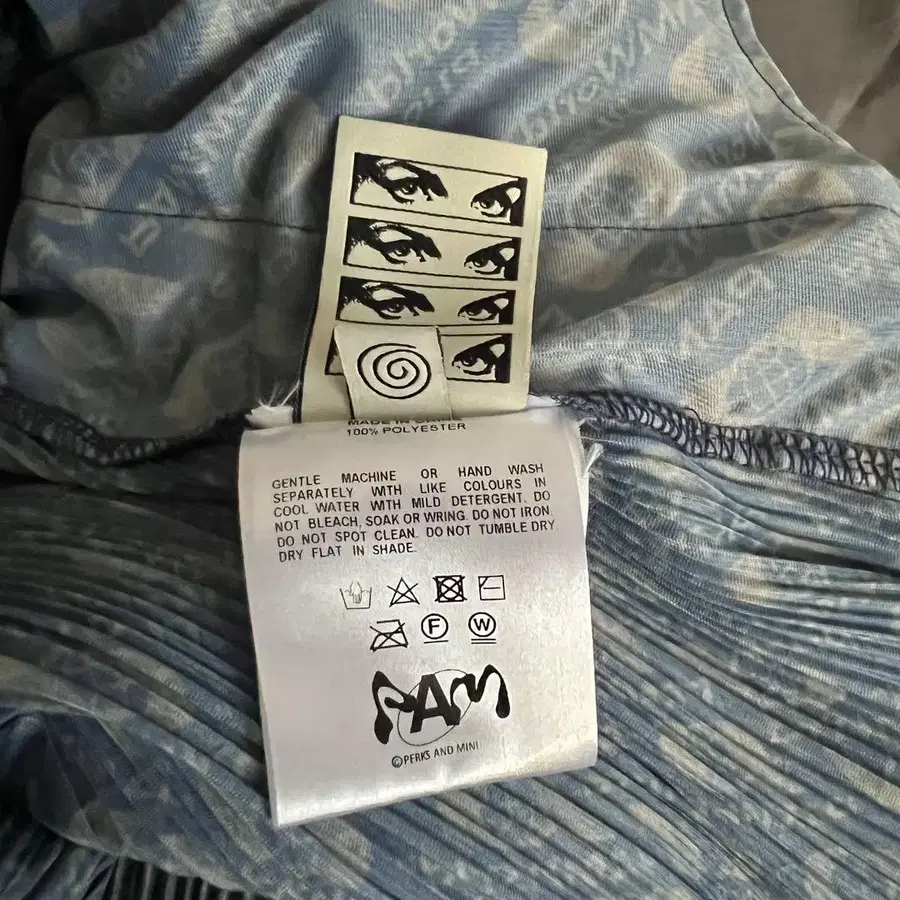 MADE IN
100% POLYESTER
GENTLE MACHINE OR HAND WASH
SEPARATELY WITH LIKE COLOURS IN
COOL WATER WITH MILD DETERGENT. DO
NOT BLEACH, SOAK OR WRING. DO NOT IRON.
DO NOT SPOT CLEAN. DO NOT TUMBLE DRY.
DRY FLAT IN SHADE.
F
W
PAM
©PERKS AND MINI